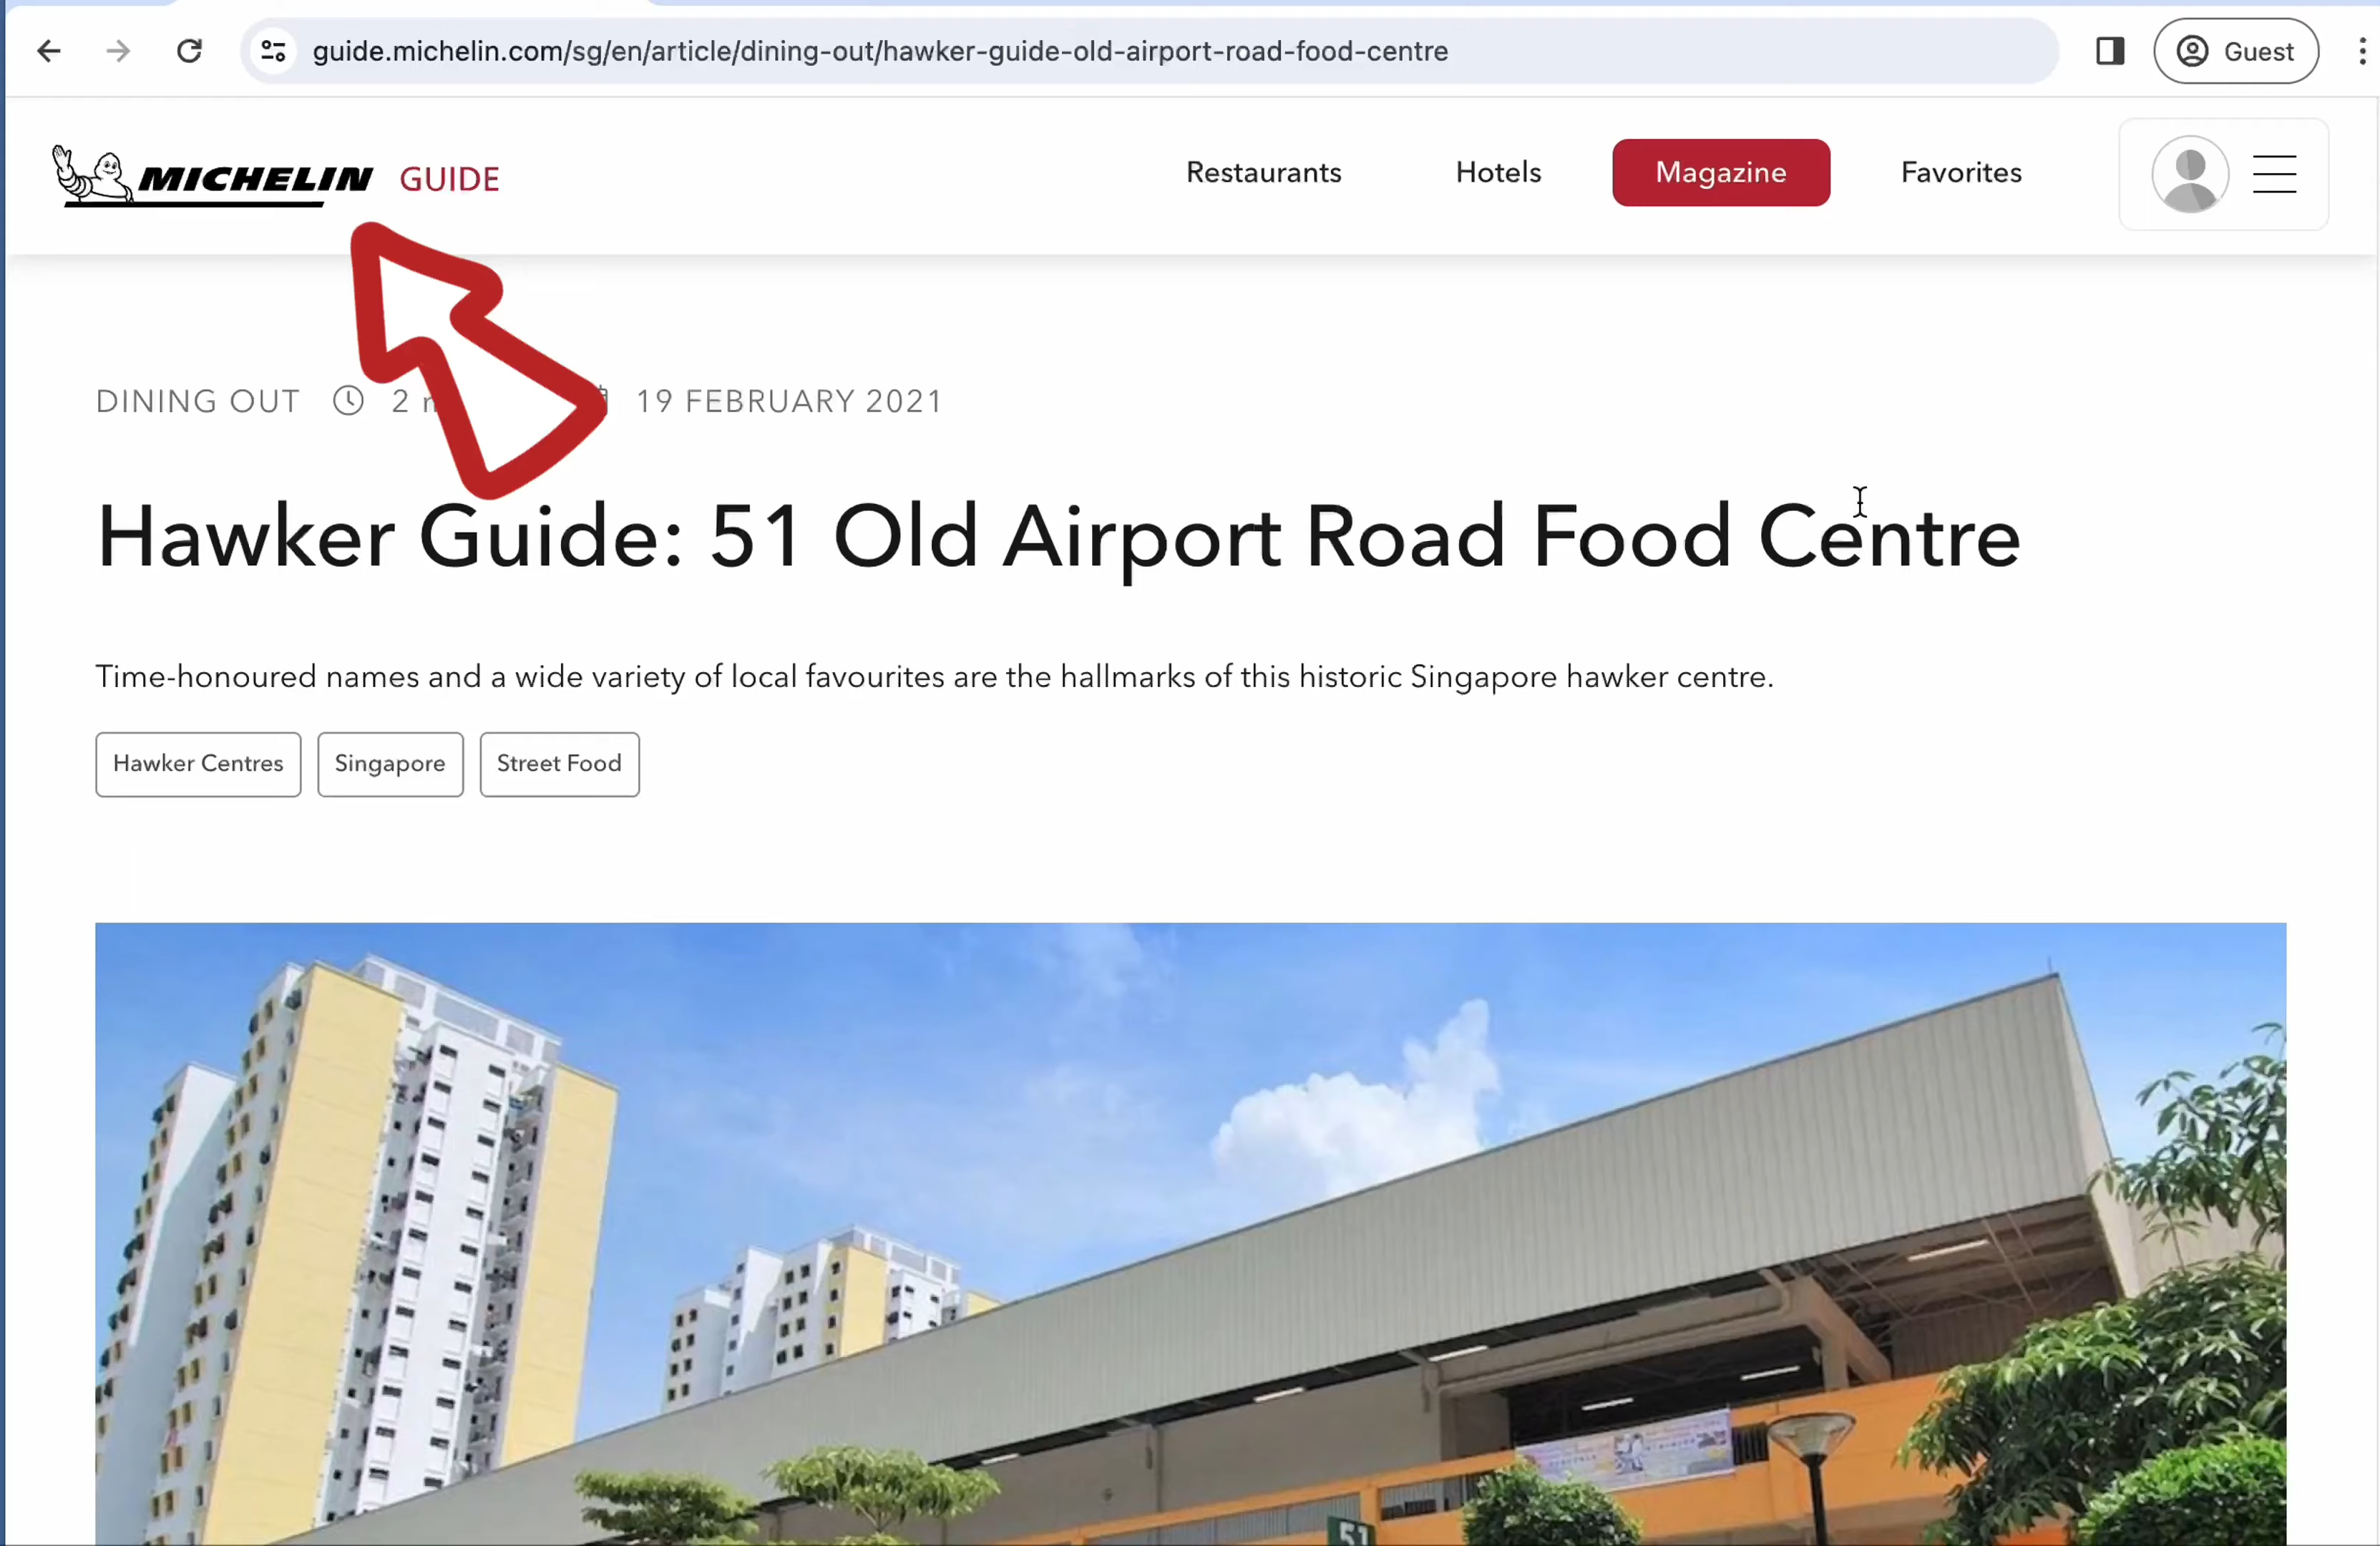 guide.michelin.com/sg/en/article/dining-out/hawker-guide-old-airport-road-food-centre
Guest
MICHELIN GUIDE
Restaurants
Hotels
Magazine
Favorites
DINING OUT 2 19 FEBRUARY 2021
Hawker Guide: 51 Old Airport Road Food Centre
Time-honoured names and a wide variety of local favourites are the hallmarks of this historic Singapore hawker centre.
Hawker Centres
Singapore
Street Food
51